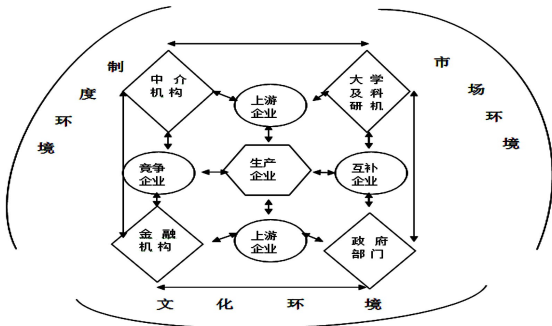 制度环境
市场环境
中介
机构
上游
企业
大学
及科
研机
竞争
企业
生产
企业
互补企业
金融
机构
上游
企业
政府
部门
文化环境